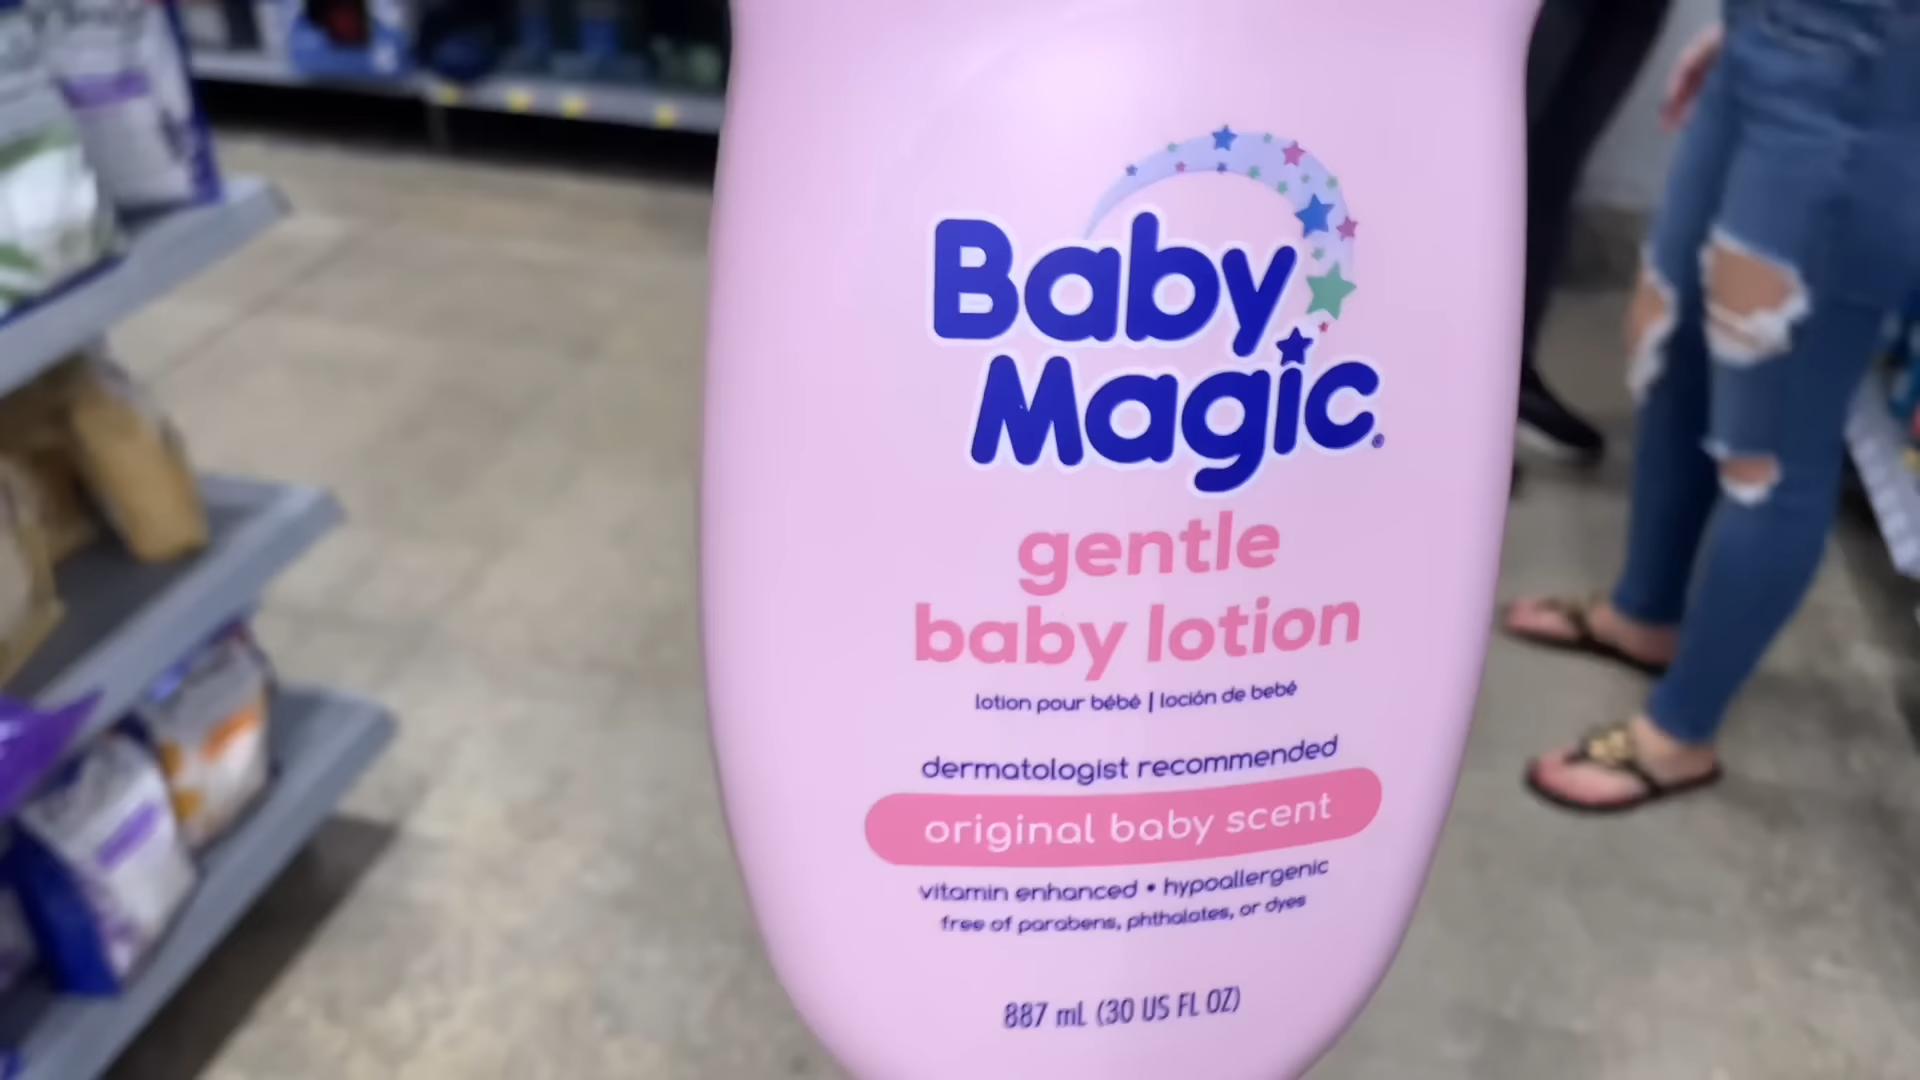 Baby
Magic®
gentle
baby lotion
lotion pour bébé | loción de bebé
dermatologist recommended
original baby scent
vitamin enhanced • hypoallergenic
free of parabens, phthalates, or dyes
887 mL (30 US FL OZ)